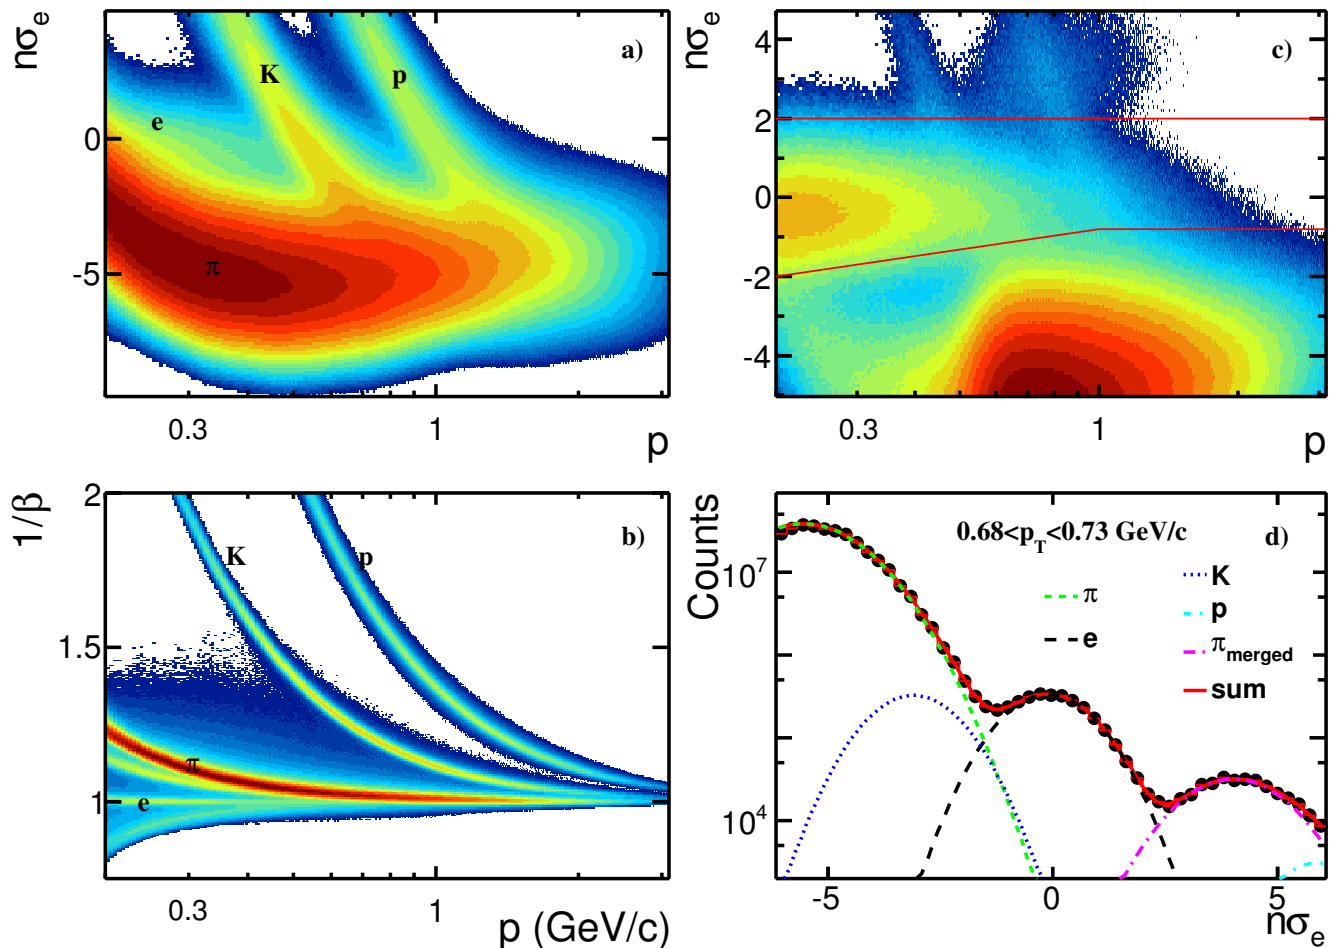 nσe
a)
K
p
e
0
π
-5
0.3
1
p
nσe
4
c)
2
0
-2
-4
0.3
1
p
1/β
2
b)
K
p
1.5
π
e
1
0.3
1
p (GeV/c)
Counts
0.68<pT<0.73 GeV/c
d)
10^7
π
K
e
p
πmerged
sum
10^4
-5
0
5
nσe